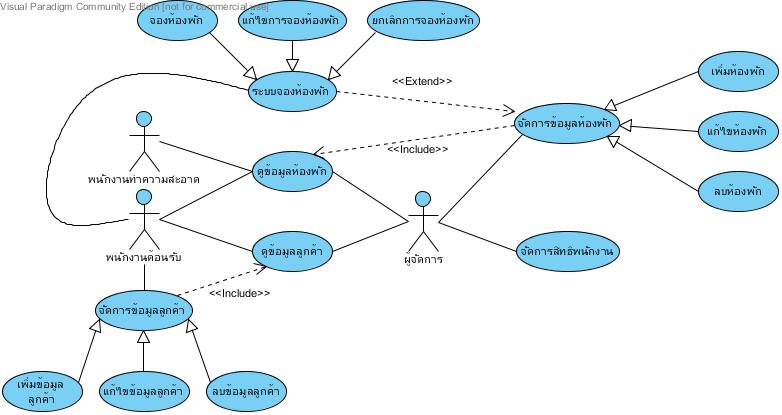 Visual Paradigm Community Edition [not for commercial use]
จองห้องพัก
แก้ไขการจองห้องพัก
ยกเลิกการจองห้องพัก
ระบบจองห้องพัก
<<Extend>>
เพิ่มห้องพัก
จัดการข้อมูลห้องพัก
แก้ไขห้องพัก
<<Include>>
พนักงานทำความสะอาด
ดูข้อมูลห้องพัก
ลบห้องพัก
พนักงานต้อนรับ
ดูข้อมูลลูกค้า
ผู้จัดการ
จัดการสิทธิพนักงาน
<<Include>>
จัดการข้อมูลลูกค้า
เพิ่มข้อมูล
ลูกค้า
แก้ไขข้อมูลลูกค้า
ลบข้อมูลลูกค้า